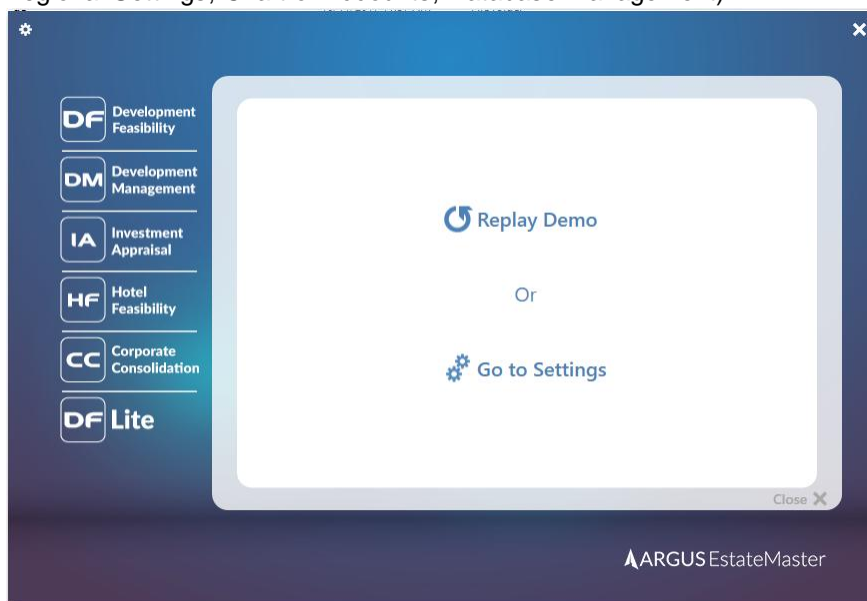 DF Development
Feasibility
DM Development
Management
IA Investment
Appraisal
HF Hotel
Feasibility
CC Corporate
Consolidation
DF Lite
Replay Demo
Or
Go to Settings
Close
ARGUS EstateMaster